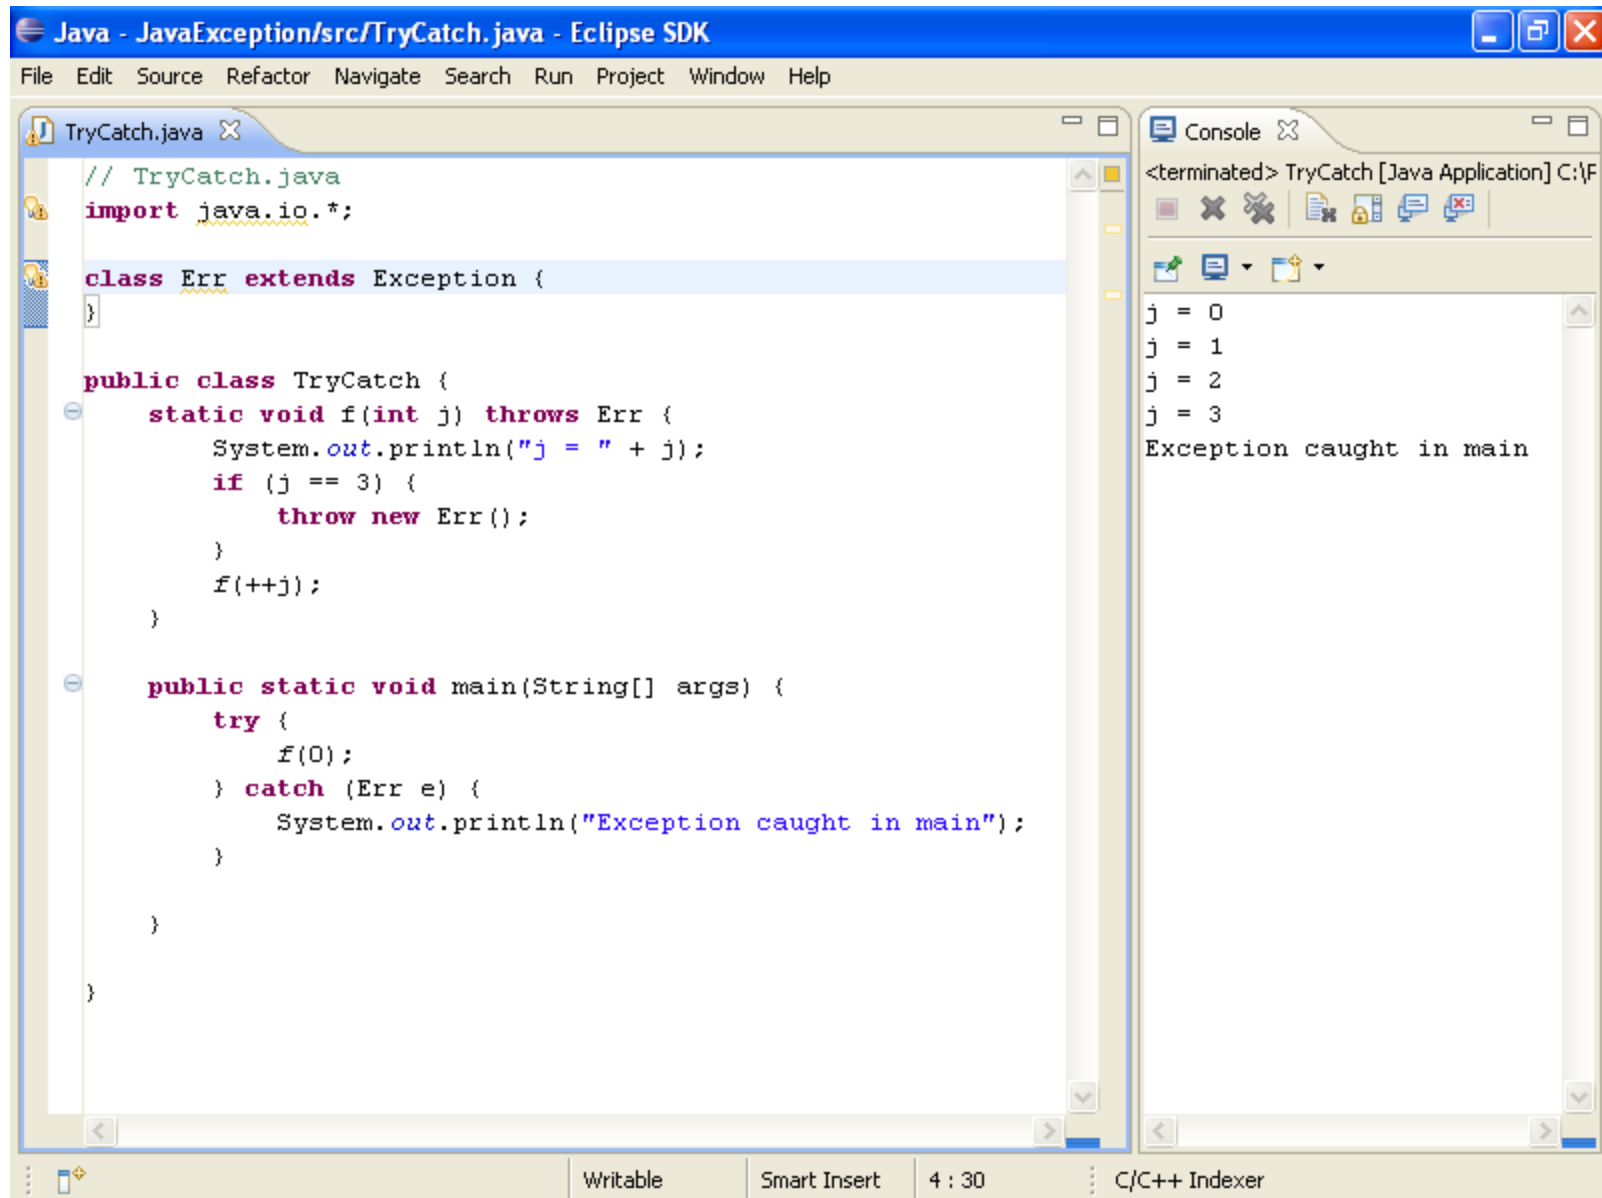 Java - JavaException/src/TryCatch.java - Eclipse SDK
File Edit Source Refactor Navigate Search Run Project Window Help
TryCatch.java
// TryCatch.java
import java.io.*;
class Err extends Exception {
}
public class TryCatch {
static void f(int j) throws Err {
System.out.println("j = " + j);
if (j == 3) {
throw new Err();
}
f(++j);
}
public static void main(String[] args) {
try {
f(0);
} catch (Err e) {
System.out.println("Exception caught in main");
}
}
}
Console
<terminated> TryCatch [Java Application] C:\F
j = 0
j = 1
j = 2
j = 3
Exception caught in main
Writable Smart Insert 4 : 30 C/C++ Indexer